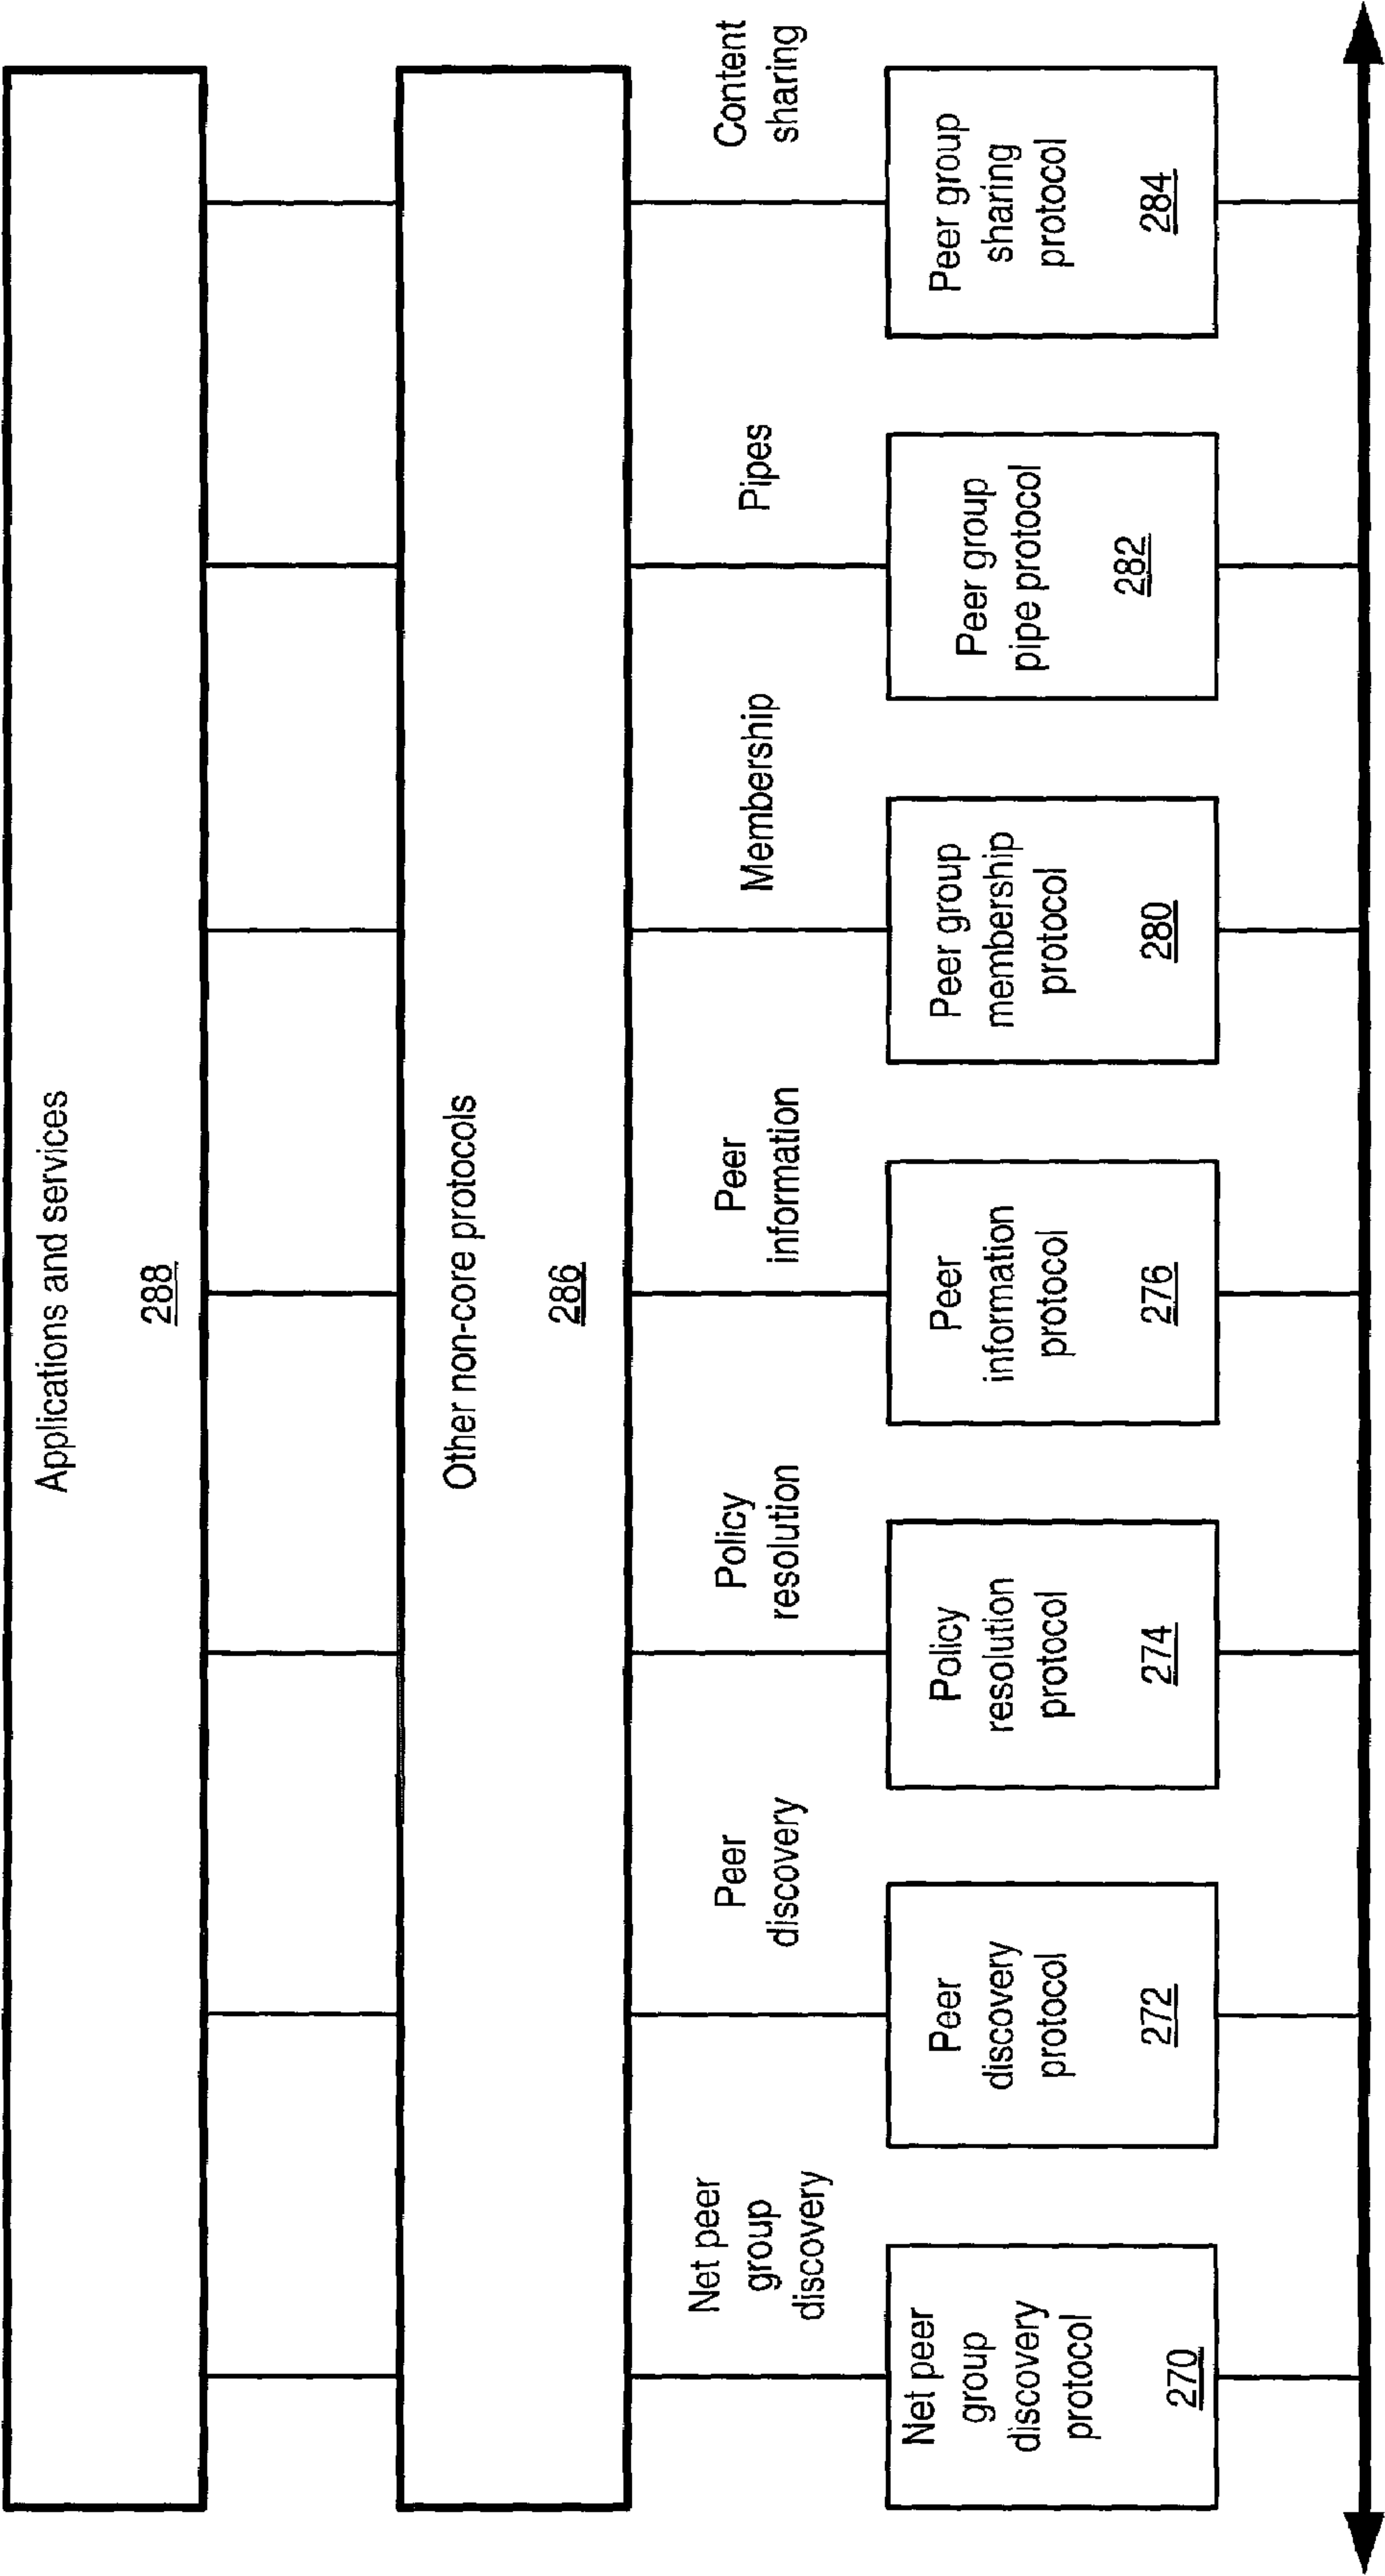 Applications and services
288
Other non-core protocols
286
Net peer
group
discovery
Peer
discovery
Policy
resolution
Peer
information
Membership
Pipes
Content
sharing
Net peer
group
discovery
protocol
270
Peer
discovery
protocol
272
Policy
resolution
protocol
274
Peer
information
protocol
276
Peer group
membership
protocol
280
Peer group
pipe protocol
282
Peer group
sharing
protocol
284